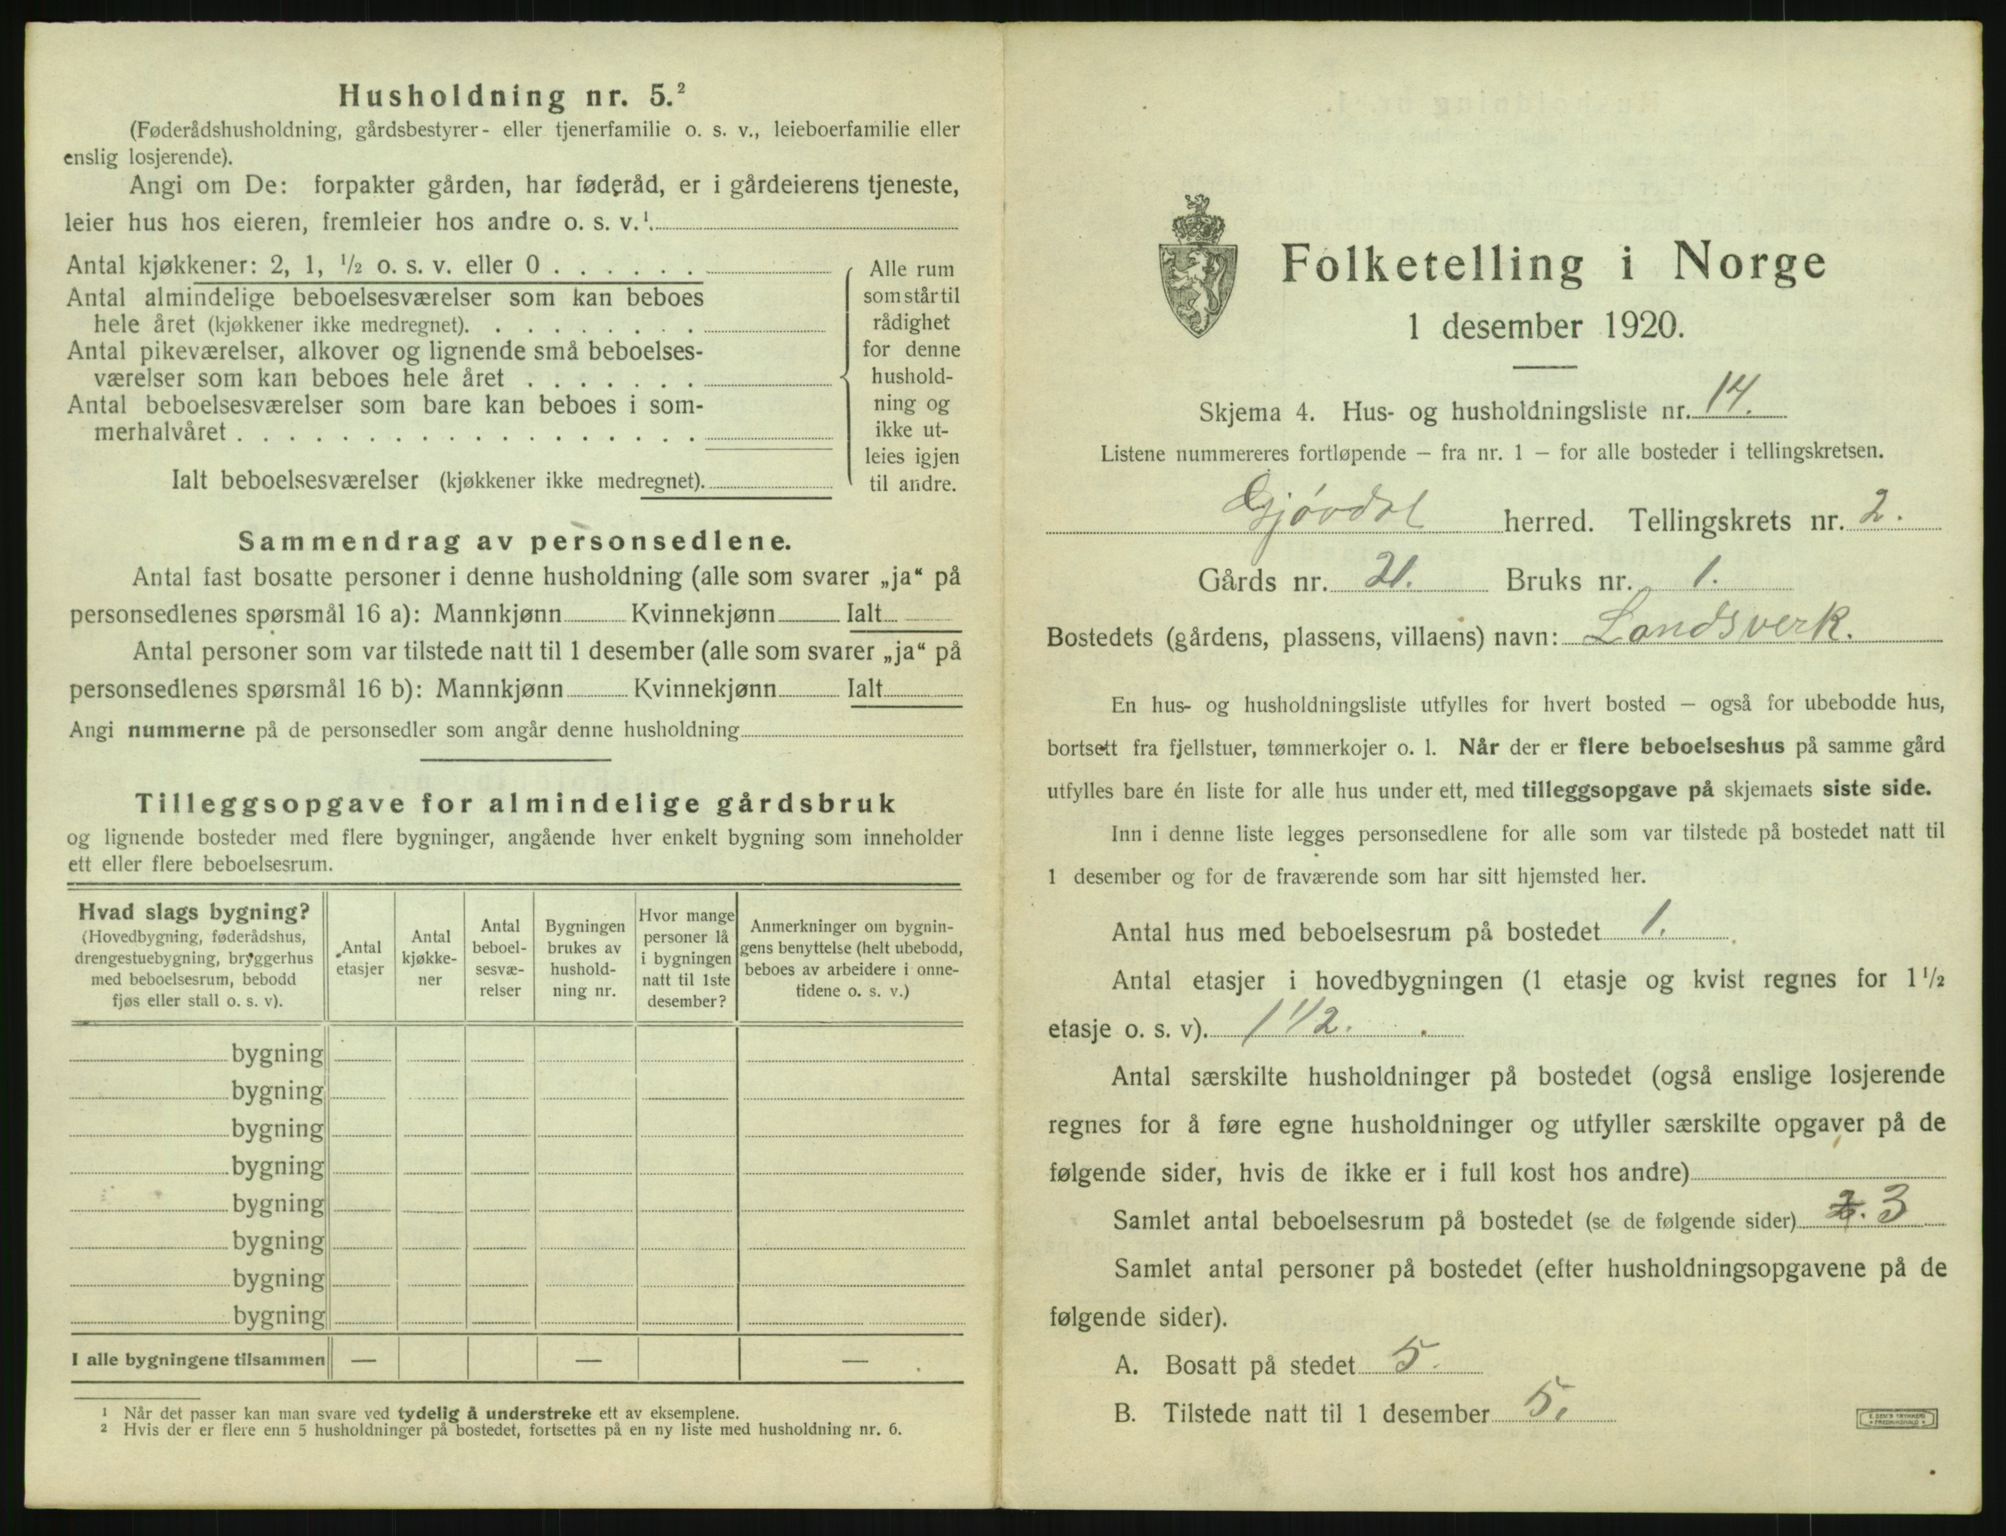 Husholdning nr. 5.²
(Føderådshusholdning, gårdsbestyrer- eller tjenerfamilie o. s. v., leieboerfamilie eller
enslig losjerende).
Angi om De: forpakter gården, har føderåd, er i gårdeierens tjeneste,
leier hus hos eieren, fremleier hos andre o. s. v.¹
Antal kjøkkener: 2, 1, ½ o. s. v. eller 0 . . . . . .
Antal almindelige beboelsesværelser som kan beboes
hele året (kjøkkener ikke medregnet). . . . . . . . .
Antal pikeværelser, alkover og lignende små beboelses-
værelser som kan beboes hele året . . . . . . .
Antal beboelsesværelser som bare kan beboes i som-
merhalvåret . . . . . . . . . . . . . . . . . .
Ialt beboelsesværelser (kjøkkener ikke medregnet).
Alle rum
som står til
rådighet
for denne
hushold-
ning og
ikke ut-
leies igjen
til andre.
Sammendrag av personsedlene.
Antal fast bosatte personer i denne husholdning (alle som svarer „ja“ på
personsedlenes spørsmål 16 a): Mannkjønn Kvinnekjønn Ialt
Antal personer som var tilstede natt til 1 desember (alle som svarer „ja“ på
personsedlenes spørsmål 16 b): Mannkjønn Kvinnekjønn Ialt
Angi nummerne på de personsedler som angår denne husholdning
Tilleggsopgave for almindelige gårdsbruk
og lignende bosteder med flere bygninger, angående hver enkelt bygning som inneholder
ett eller flere beboelsesrum.
Hvad slags bygning?
(Hovedbygning, føderådshus,
drengestuebygning, bryggerhus
med beboelsesrum, bebodd
fjøs eller stall o. s. v).
Antal
etasjer
Antal
kjøkke-
ner
Antal
beboel-
sesvæ-
relser
Bygningen
brukes av
hushold-
ning nr.
Hvor mange
personer lå
i bygningen
natt til 1ste
desember?
Anmerkninger om bygnin-
gens benyttelse (helt ubebodd,
beboes av arbeidere i onne-
tidene o. s. v.)
bygning
bygning
bygning
bygning
bygning
bygning
bygning
bygning
I alle bygningene tilsammen — — —
¹ Når det passer kan man svare ved tydelig å understreke ett av eksemplene.
² Hvis der er flere enn 5 husholdninger på bostedet, fortsettes på en ny liste med husholdning nr. 6.
Folketelling i Norge
1 desember 1920.
Skjema 4. Hus- og husholdningsliste nr. 14.
Listene nummereres fortløpende — fra nr. 1 — for alle bosteder i tellingskretsen.
Gjövdal herred. Tellingskrets nr. 2.
Gårds nr. 21. Bruks nr. 1.
Bostedets (gårdens, plassens, villaens) navn: Landsverk.
En hus- og husholdningsliste utfylles for hvert bosted — også for ubebodde hus,
bortsett fra fjellstuer, tømmerkojer o. l. Når der er flere beboelseshus på samme gård
utfylles bare én liste for alle hus under ett, med tilleggsopgave på skjemaets siste side.
Inn i denne liste legges personsedlene for alle som var tilstede på bostedet natt til
1 desember og for de fraværende som har sitt hjemsted her.
Antal hus med beboelsesrum på bostedet 1.
Antal etasjer i hovedbygningen (1 etasje og kvist regnes for 1½
etasje o. s. v). 1 1/2.
Antal særskilte husholdninger på bostedet (også enslige losjerende
regnes for å føre egne husholdninger og utfyller særskilte opgaver på de
følgende sider, hvis de ikke er i full kost hos andre)
Samlet antal beboelsesrum på bostedet (se de følgende sider) 2. 3
Samlet antal personer på bostedet (efter husholdningsopgavene på de
følgende sider).
A. Bosatt på stedet 5.
B. Tilstede natt til 1 desember 5.